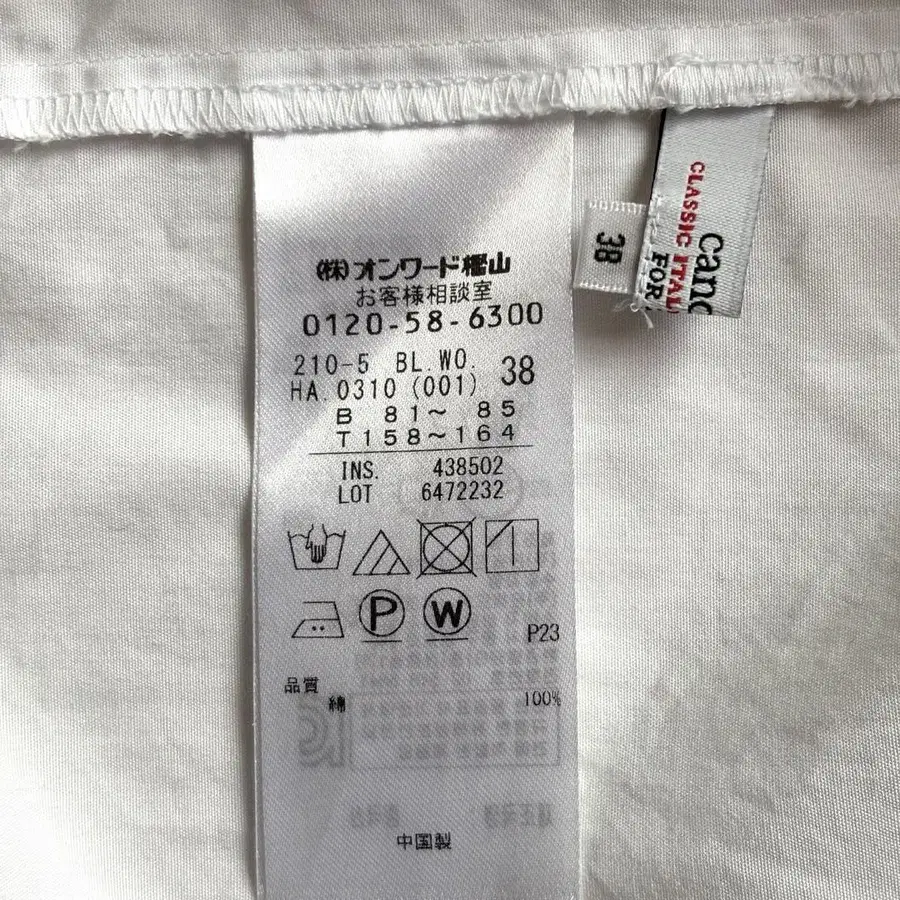 (株)オンワード樫山
お客様相談室
0120-58-6300
210-5 BL.WO.
HA.0310 (001) 38
B 81～ 85
T158～164
INS. 438502
LOT 6472232
P W
P23
品質
綿 100%
中国製
38
CLASSIC ITAL
FOR